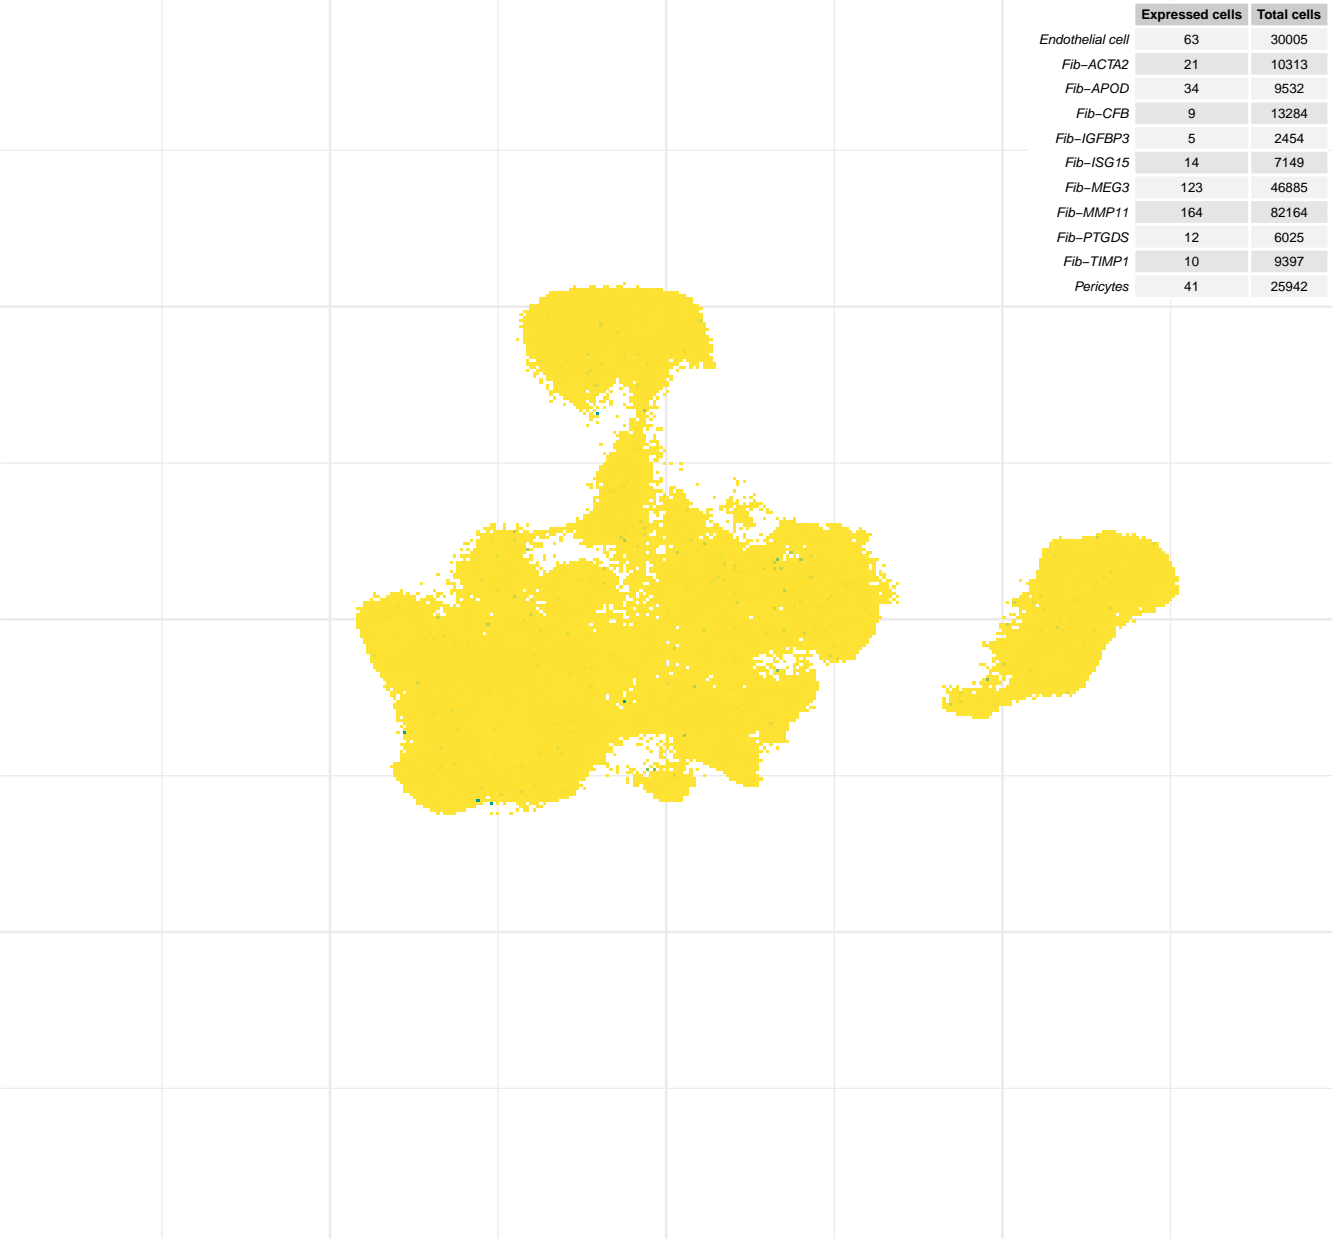 Expressed cells Total cells
Endothelial cell 63 30005
Fib−ACTA2 21 10313
Fib−APOD 34 9532
Fib−CFB 9 13284
Fib−IGFBP3 5 2454
Fib−ISG15 14 7149
Fib−MEG3 123 46885
Fib−MMP11 164 82164
Fib−PTGDS 12 6025
Fib−TIMP1 10 9397
Pericytes 41 25942